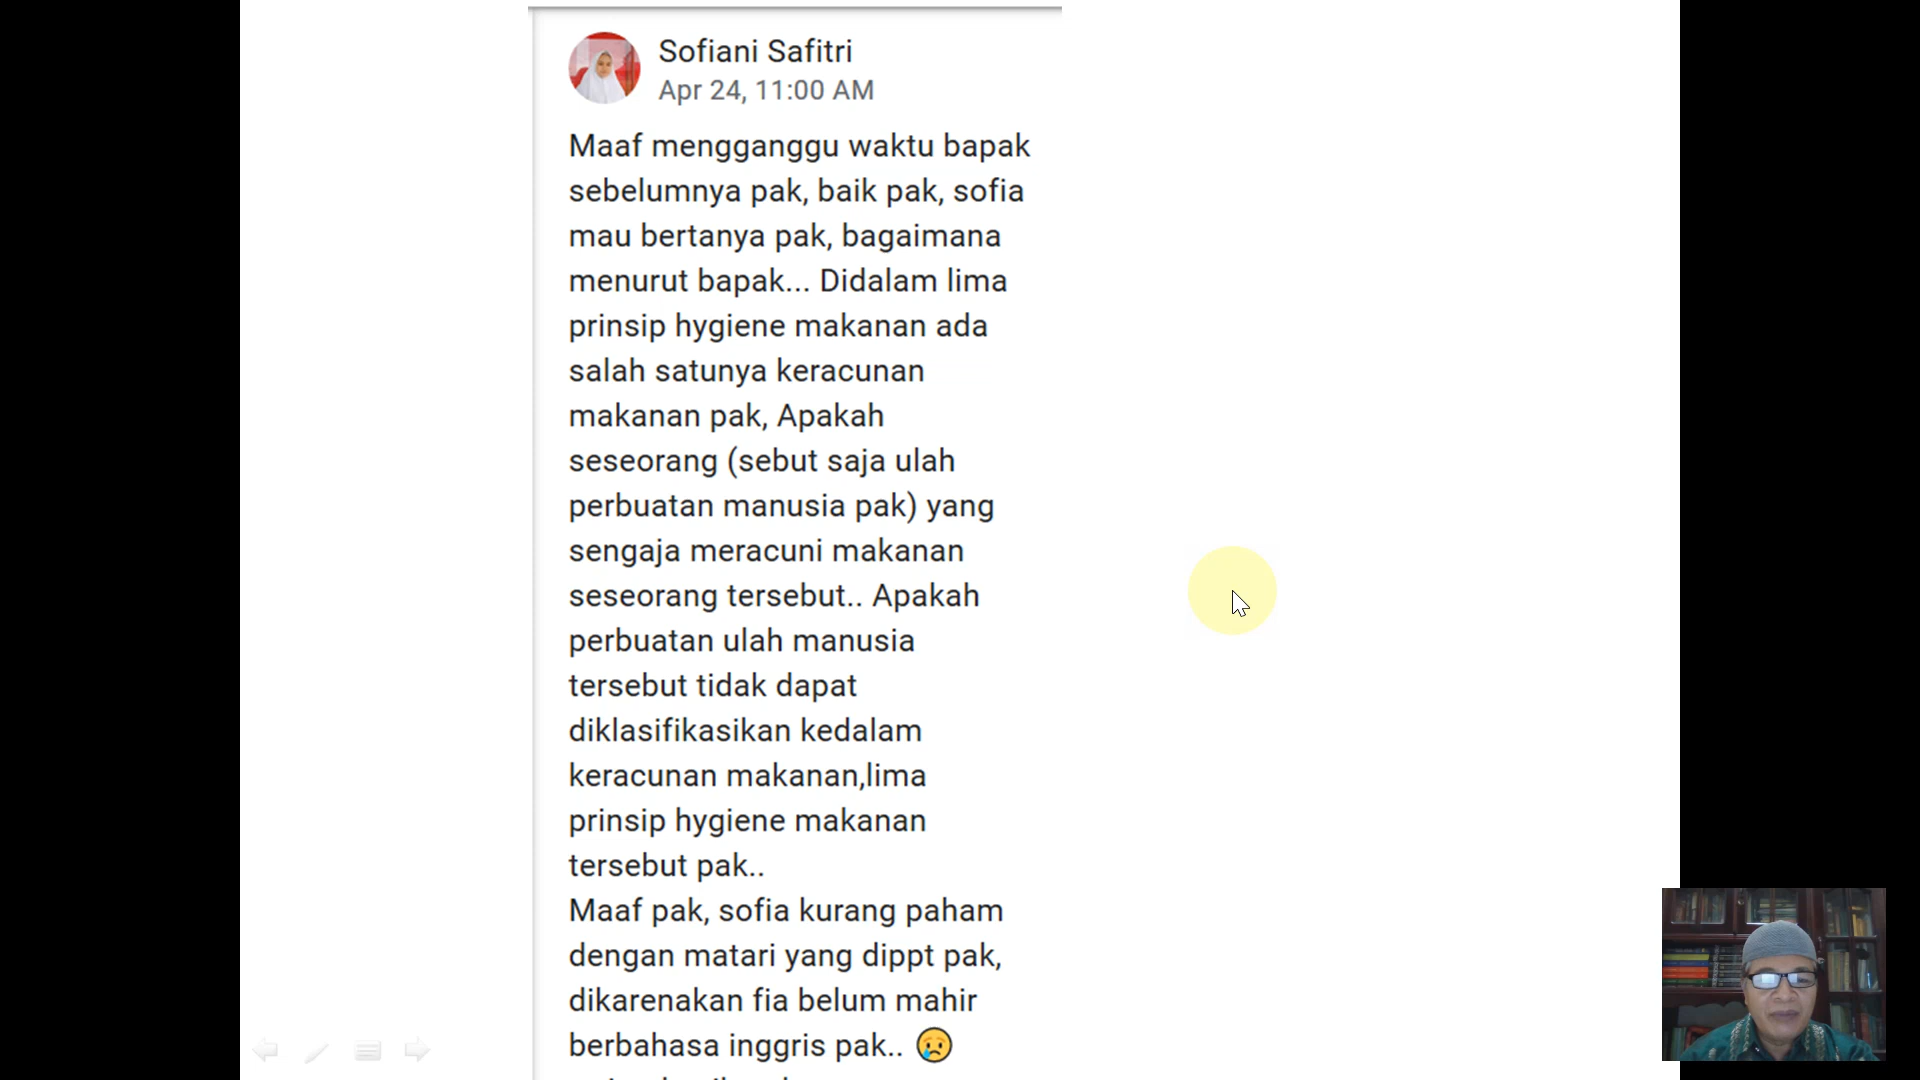 Sofiani Safitri
Apr 24, 11:00 AM
Maaf mengganggu waktu bapak
sebelumnya pak, baik pak, sofia
mau bertanya pak, bagaimana
menurut bapak... Didalam lima
prinsip hygiene makanan ada
salah satunya keracunan
makanan pak, Apakah
seseorang (sebut saja ulah
perbuatan manusia pak) yang
sengaja meracuni makanan
seseorang tersebut.. Apakah
perbuatan ulah manusia
tersebut tidak dapat
diklasifikasikan kedalam
keracunan makanan,lima
prinsip hygiene makanan
tersebut pak..
Maaf pak, sofia kurang paham
dengan matari yang dippt pak,
dikarenakan fia belum mahir
berbahasa inggris pak.. 😢